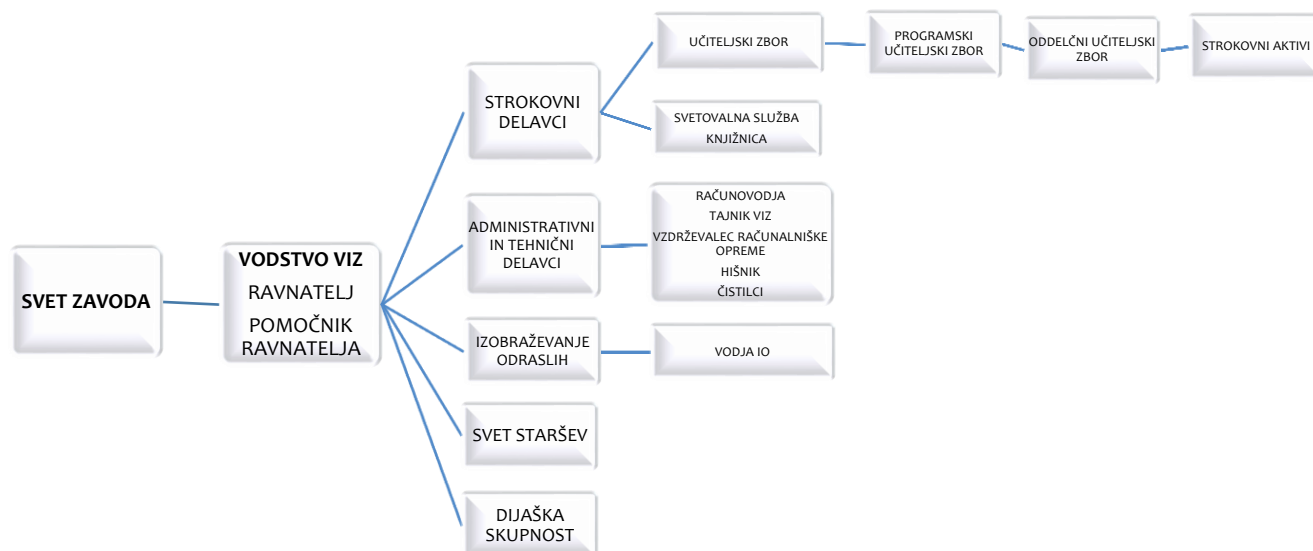 SVET ZAVODA
VODSTVO VIZ
RAVNATELJ
POMOČNIK
RAVNATELJA
STROKOVNI
DELAVCI
UČITELJSKI ZBOR
PROGRAMSKI
UČITELJSKI ZBOR
ODDELČNI UČITELJSKI
ZBOR
STROKOVNI AKTIVI
SVETOVALNA SLUŽBA
KNJIŽNICA
ADMINISTRATIVNI
IN TEHNIČNI
DELAVCI
RAČUNOVODJA
TAJNIK VIZ
VZDRŽEVALEC RAČUNALNIŠKE
OPREME
HIŠNIK
ČISTILCI
IZOBRAŽEVANJE
ODRASLIH
VODJA IO
SVET STARŠEV
DIJAŠKA
SKUPNOST